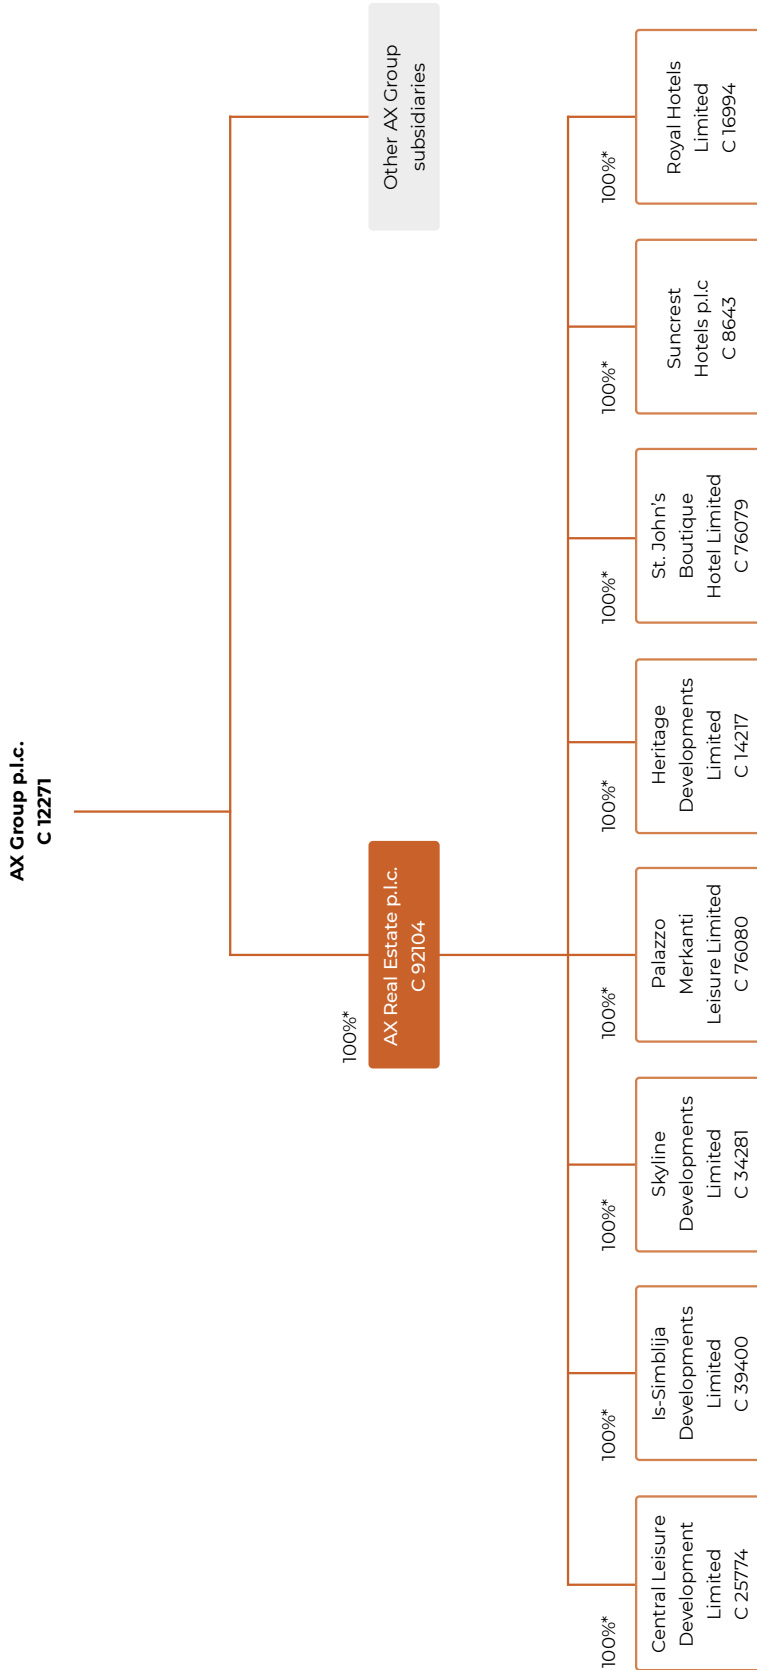 AX Group p.l.c.
C 12271
100%*
AX Real Estate p.l.c.
C 92104
Other AX Group
subsidiaries
100%*
Central Leisure
Development
Limited
C 25774
100%*
Is-Simblija
Developments
Limited
C 39400
100%*
Skyline
Developments
Limited
C 34281
100%*
Palazzo
Merkanti
Leisure Limited
C 76080
100%*
Heritage
Developments
Limited
C 14217
100%*
St. John’s
Boutique
Hotel Limited
C 76079
100%*
Suncrest
Hotels p.l.c
C 8643
100%*
Royal Hotels
Limited
C 16994